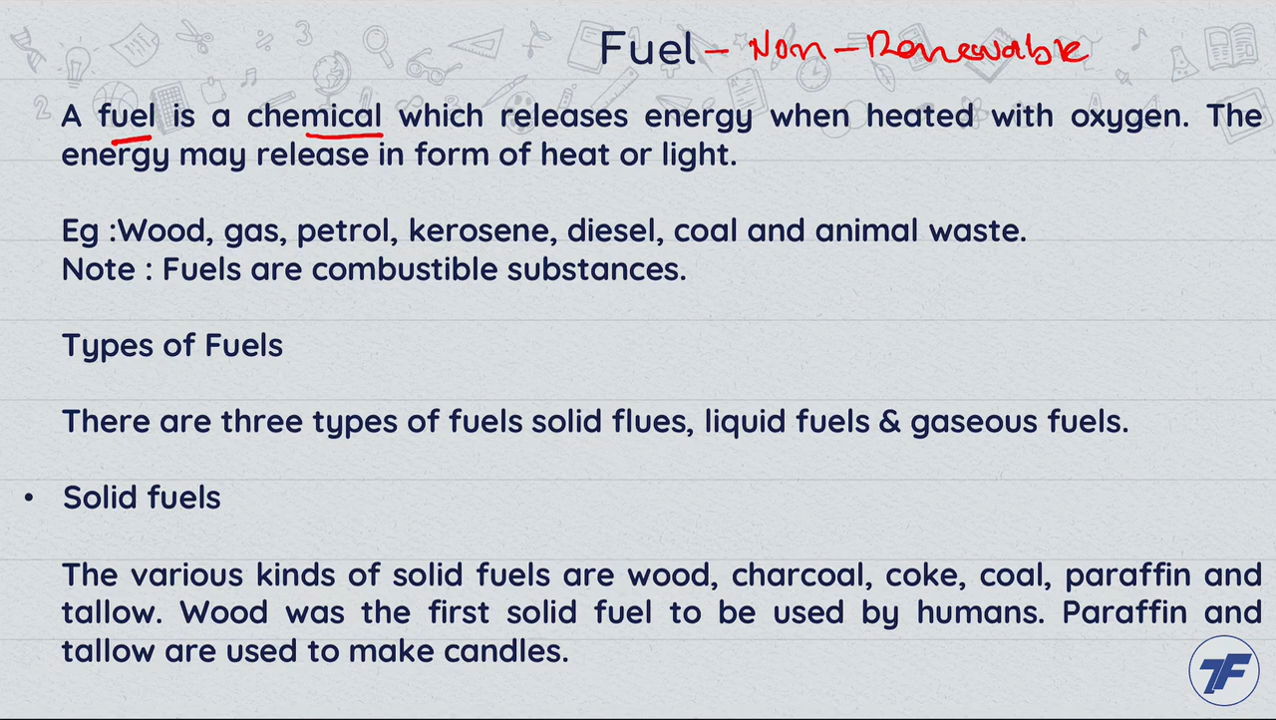 Fuel - Non-Renewable
A fuel is a chemical which releases energy when heated with oxygen. The
energy may release in form of heat or light.
Eg :Wood, gas, petrol, kerosene, diesel, coal and animal waste.
Note : Fuels are combustible substances.
Types of Fuels
There are three types of fuels solid flues, liquid fuels & gaseous fuels.
• Solid fuels
The various kinds of solid fuels are wood, charcoal, coke, coal, paraffin and
tallow. Wood was the first solid fuel to be used by humans. Paraffin and
tallow are used to make candles.